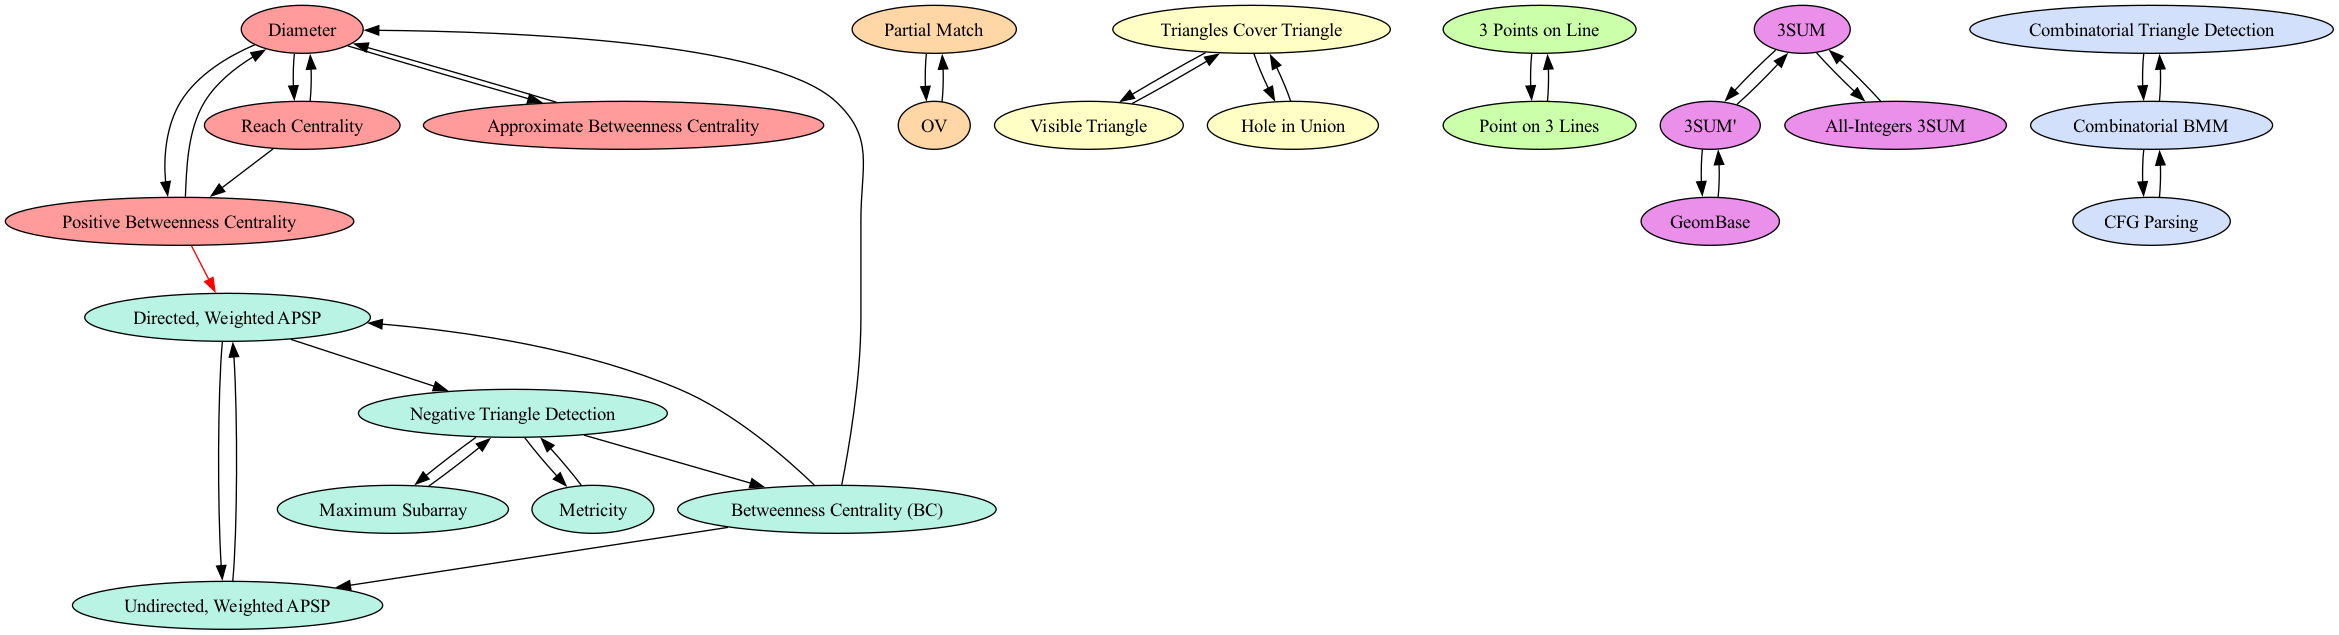 Diameter
Partial Match
Triangles Cover Triangle
3 Points on Line
3SUM
Combinatorial Triangle Detection
Reach Centrality
Approximate Betweenness Centrality
OV
Visible Triangle
Hole in Union
Point on 3 Lines
3SUM'
All-Integers 3SUM
Combinatorial BMM
Positive Betweenness Centrality
GeomBase
CFG Parsing
Directed, Weighted APSP
Negative Triangle Detection
Maximum Subarray
Metricity
Betweenness Centrality (BC)
Undirected, Weighted APSP